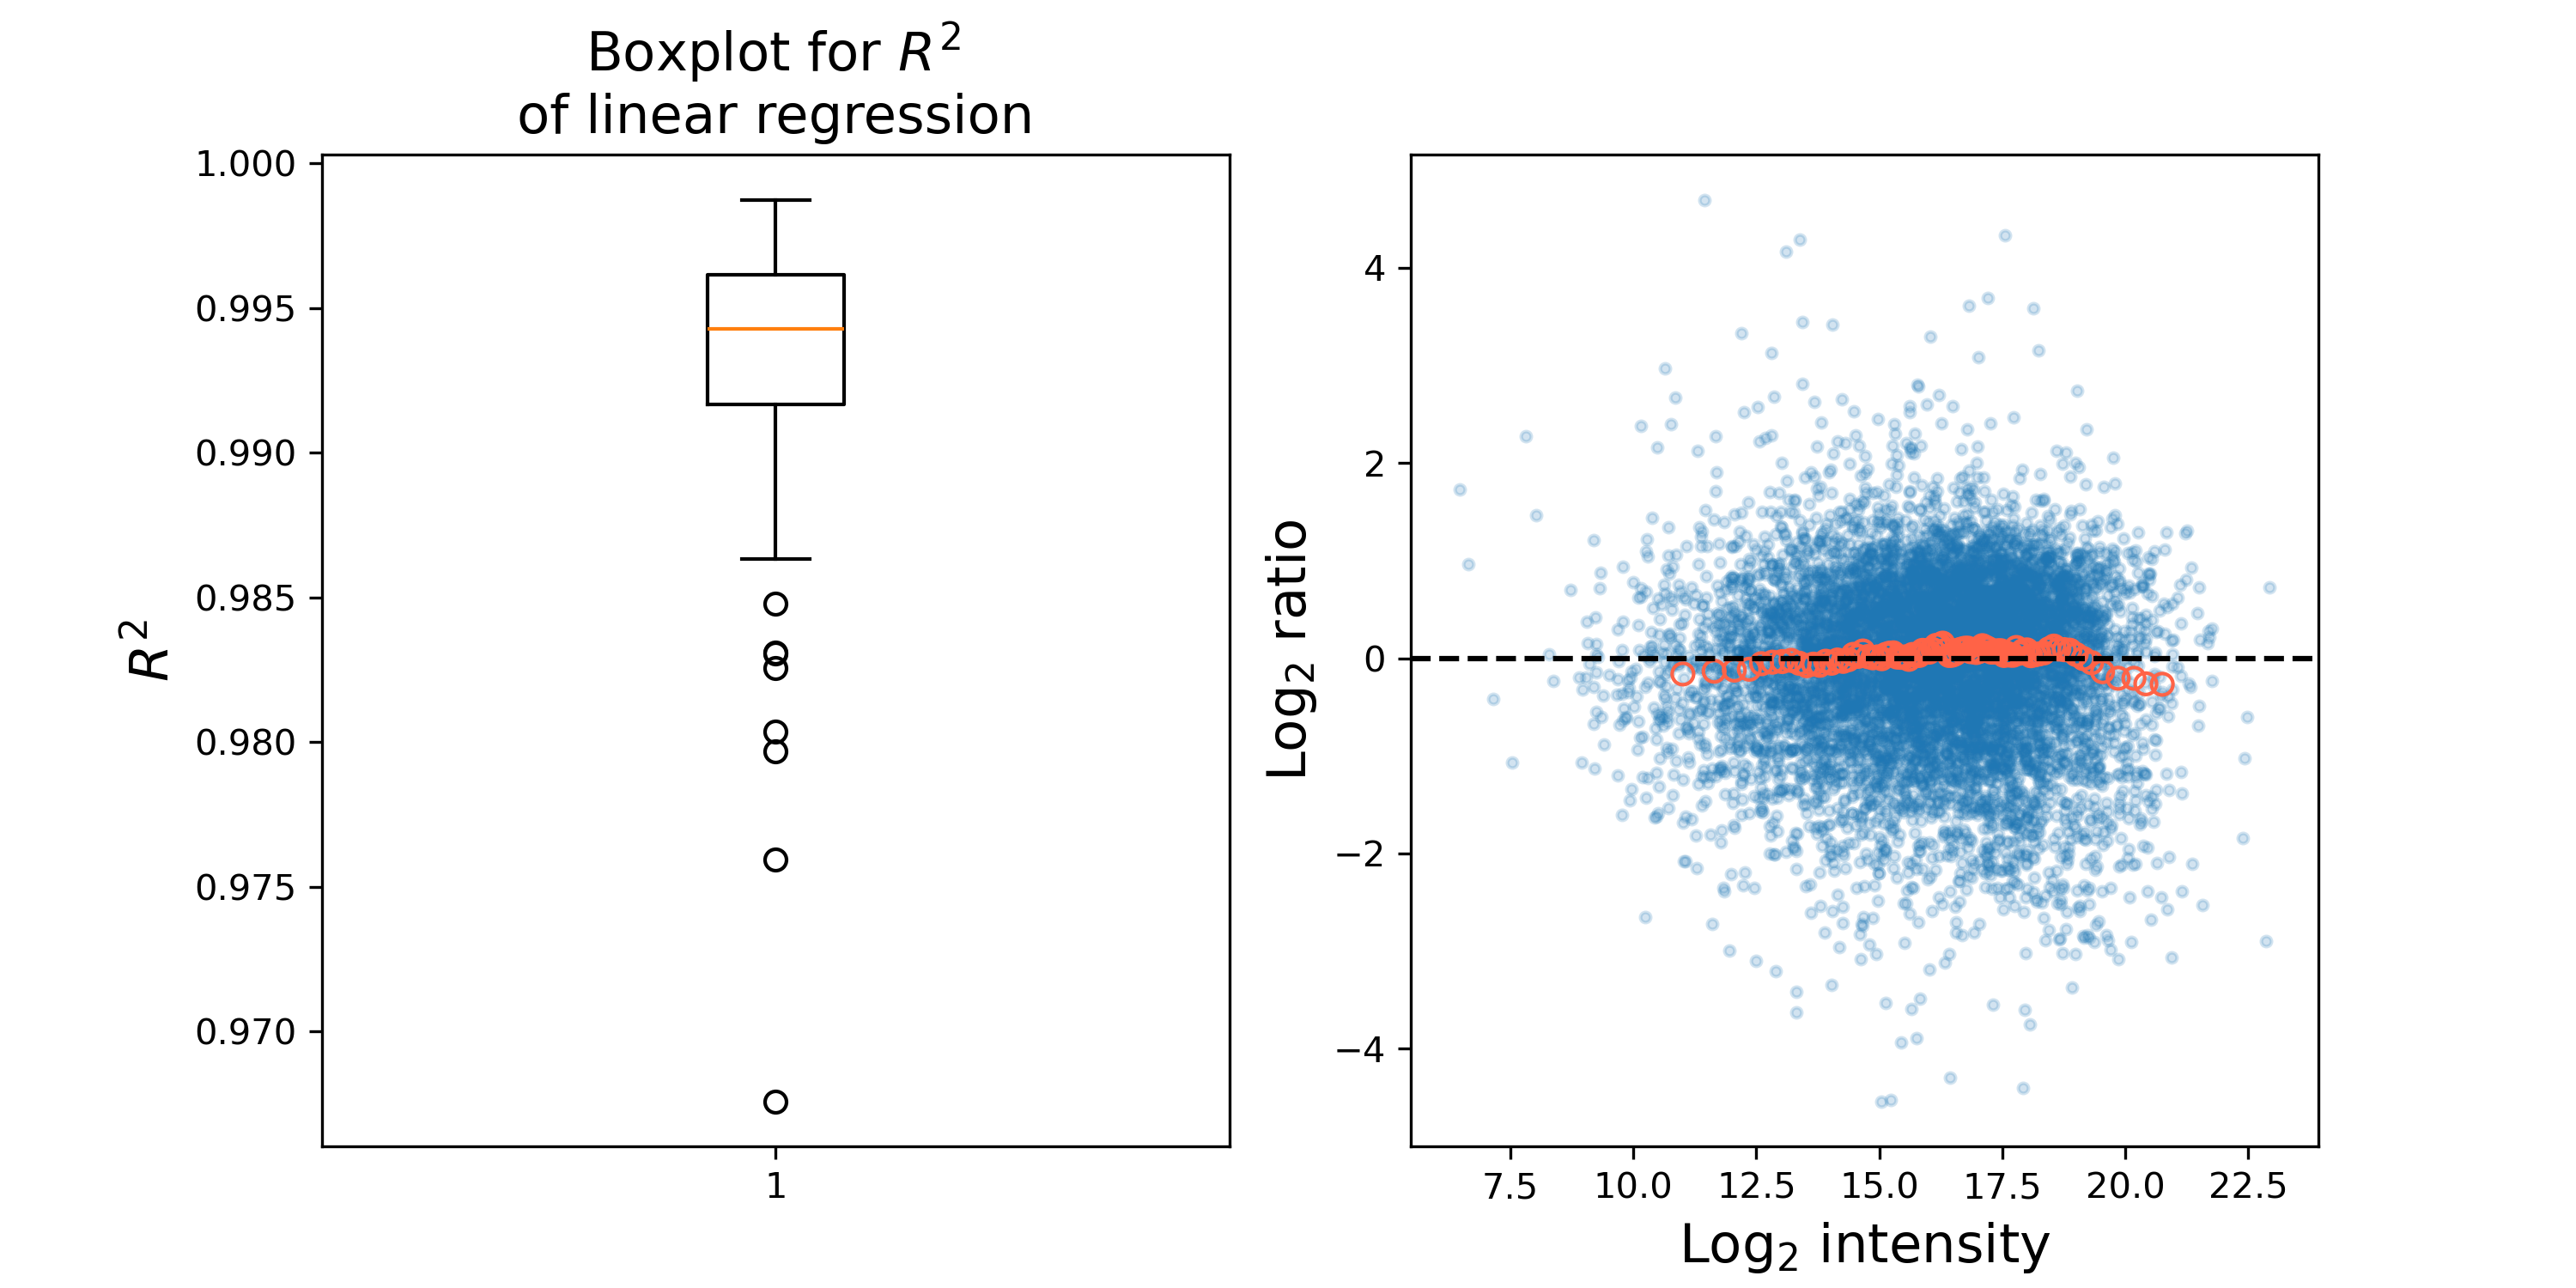 Boxplot for R²
of linear regression
R²
1.000
0.995
0.990
0.985
0.980
0.975
0.970
1
Log₂ ratio
4
2
0
−2
−4
7.5 10.0 12.5 15.0 17.5 20.0 22.5
Log₂ intensity